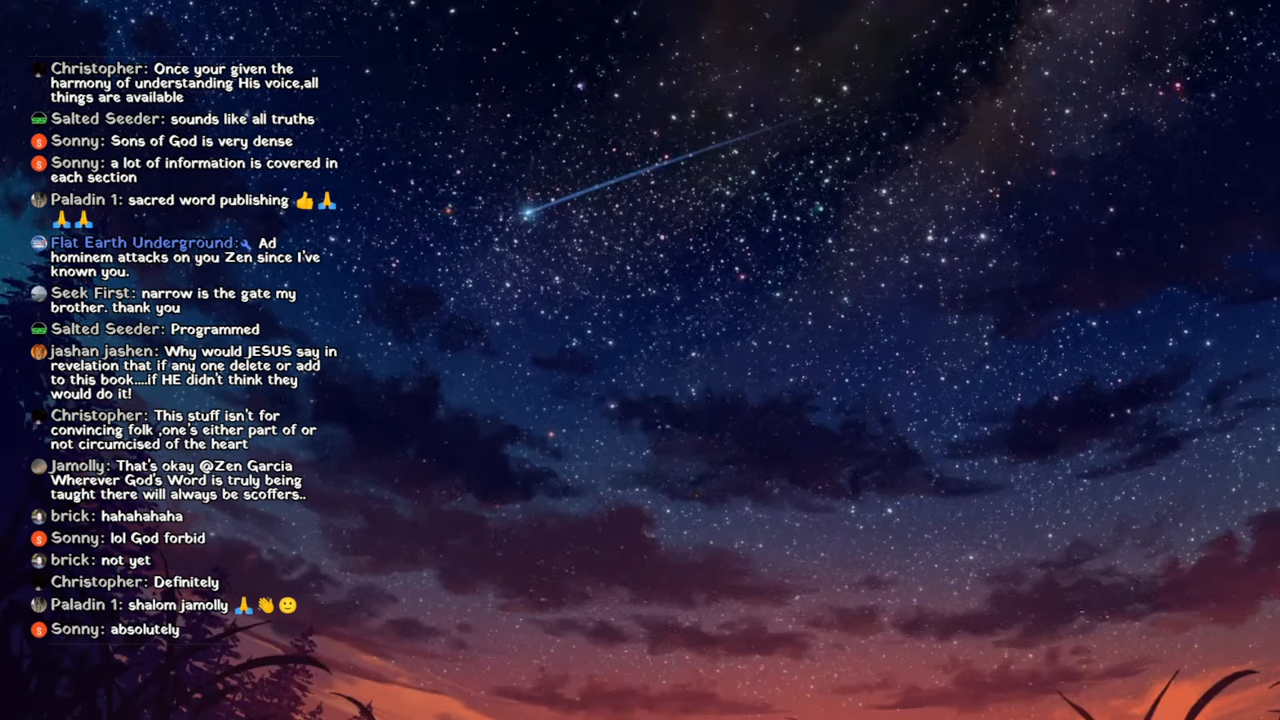 Christopher: Once your given the
harmony of understanding His voice,all
things are available
Salted Seeder: sounds like all truths
Sonny: Sons of God is very dense
Sonny: a lot of information is covered in
each section
Paladin 1: sacred word publishing 👍🙏
🙏🙏
Flat Earth Underground:🔧 Ad
hominem attacks on you Zen since I've
known you.
Seek First: narrow is the gate my
brother. thank you
Salted Seeder: Programmed
jashan jashen: Why would JESUS say in
revelation that if any one delete or add
to this book....if HE didn't think they
would do it!
Christopher: This stuff isn't for
convincing folk ,one's either part of or
not circumcised of the heart
Jamolly: That's okay @Zen Garcia
Wherever God's Word is truly being
taught there will always be scoffers..
brick: hahahahaha
Sonny: lol God forbid
brick: not yet
Christopher: Definitely
Paladin 1: shalom jamolly 🙏👋🙂
Sonny: absolutely